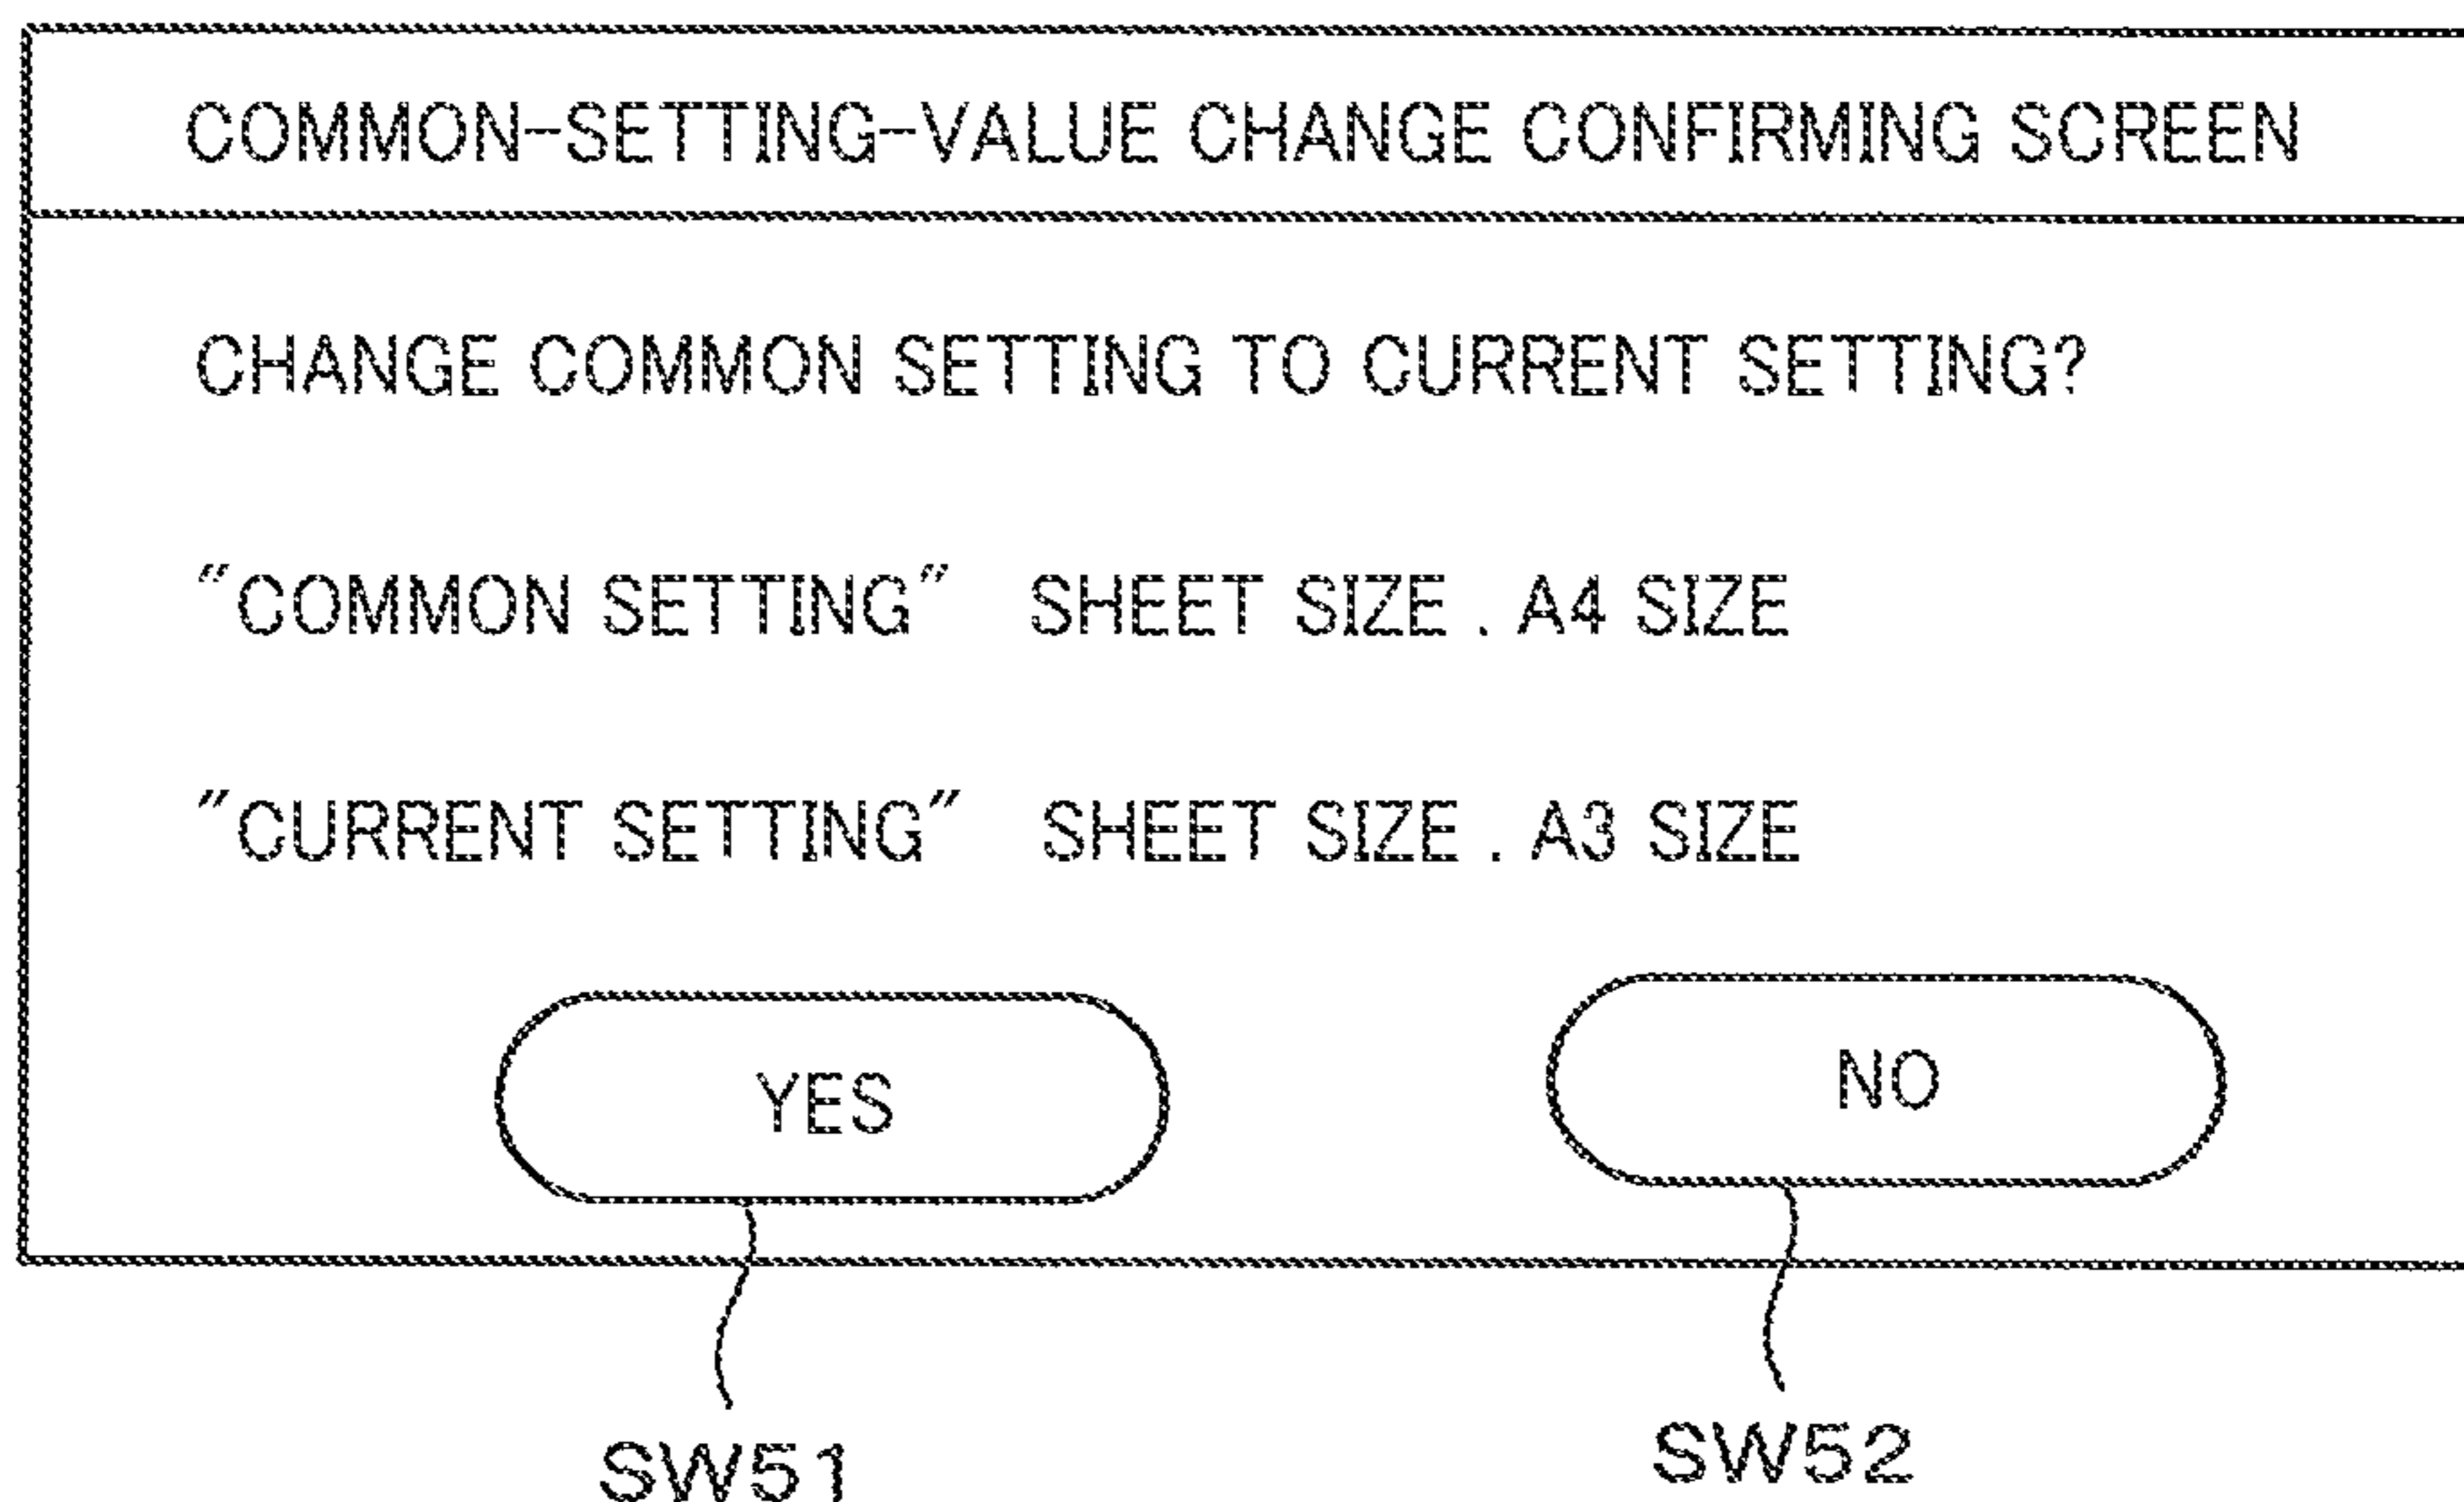 COMMON-SETTING-VALUE CHANGE CONFIRMING SCREEN
CHANGE COMMON SETTING TO CURRENT SETTING?
"COMMON SETTING" SHEET SIZE . A4 SIZE
"CURRENT SETTING" SHEET SIZE . A3 SIZE
YES NO
SW51 SW52